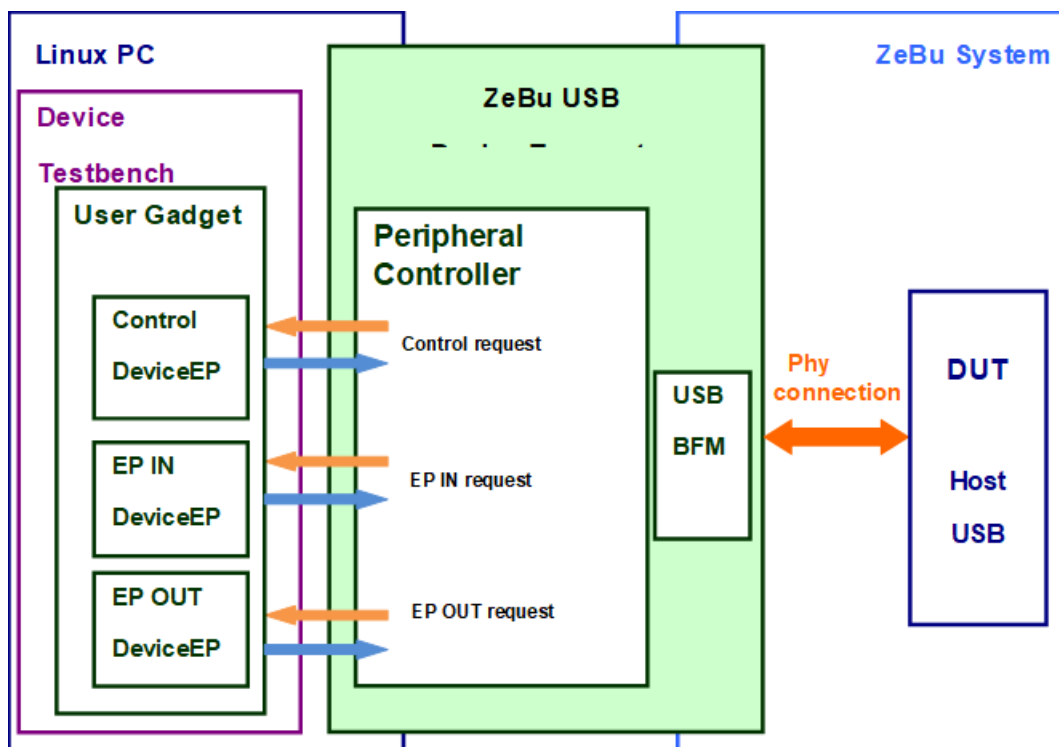 Linux PC
ZeBu System
Device
Testbench
User Gadget
Control
DeviceEP
EP IN
DeviceEP
EP OUT
DeviceEP
ZeBu USB
Peripheral
Controller
Control request
EP IN request
EP OUT request
USB
BFM
Phy
connection
DUT
Host
USB